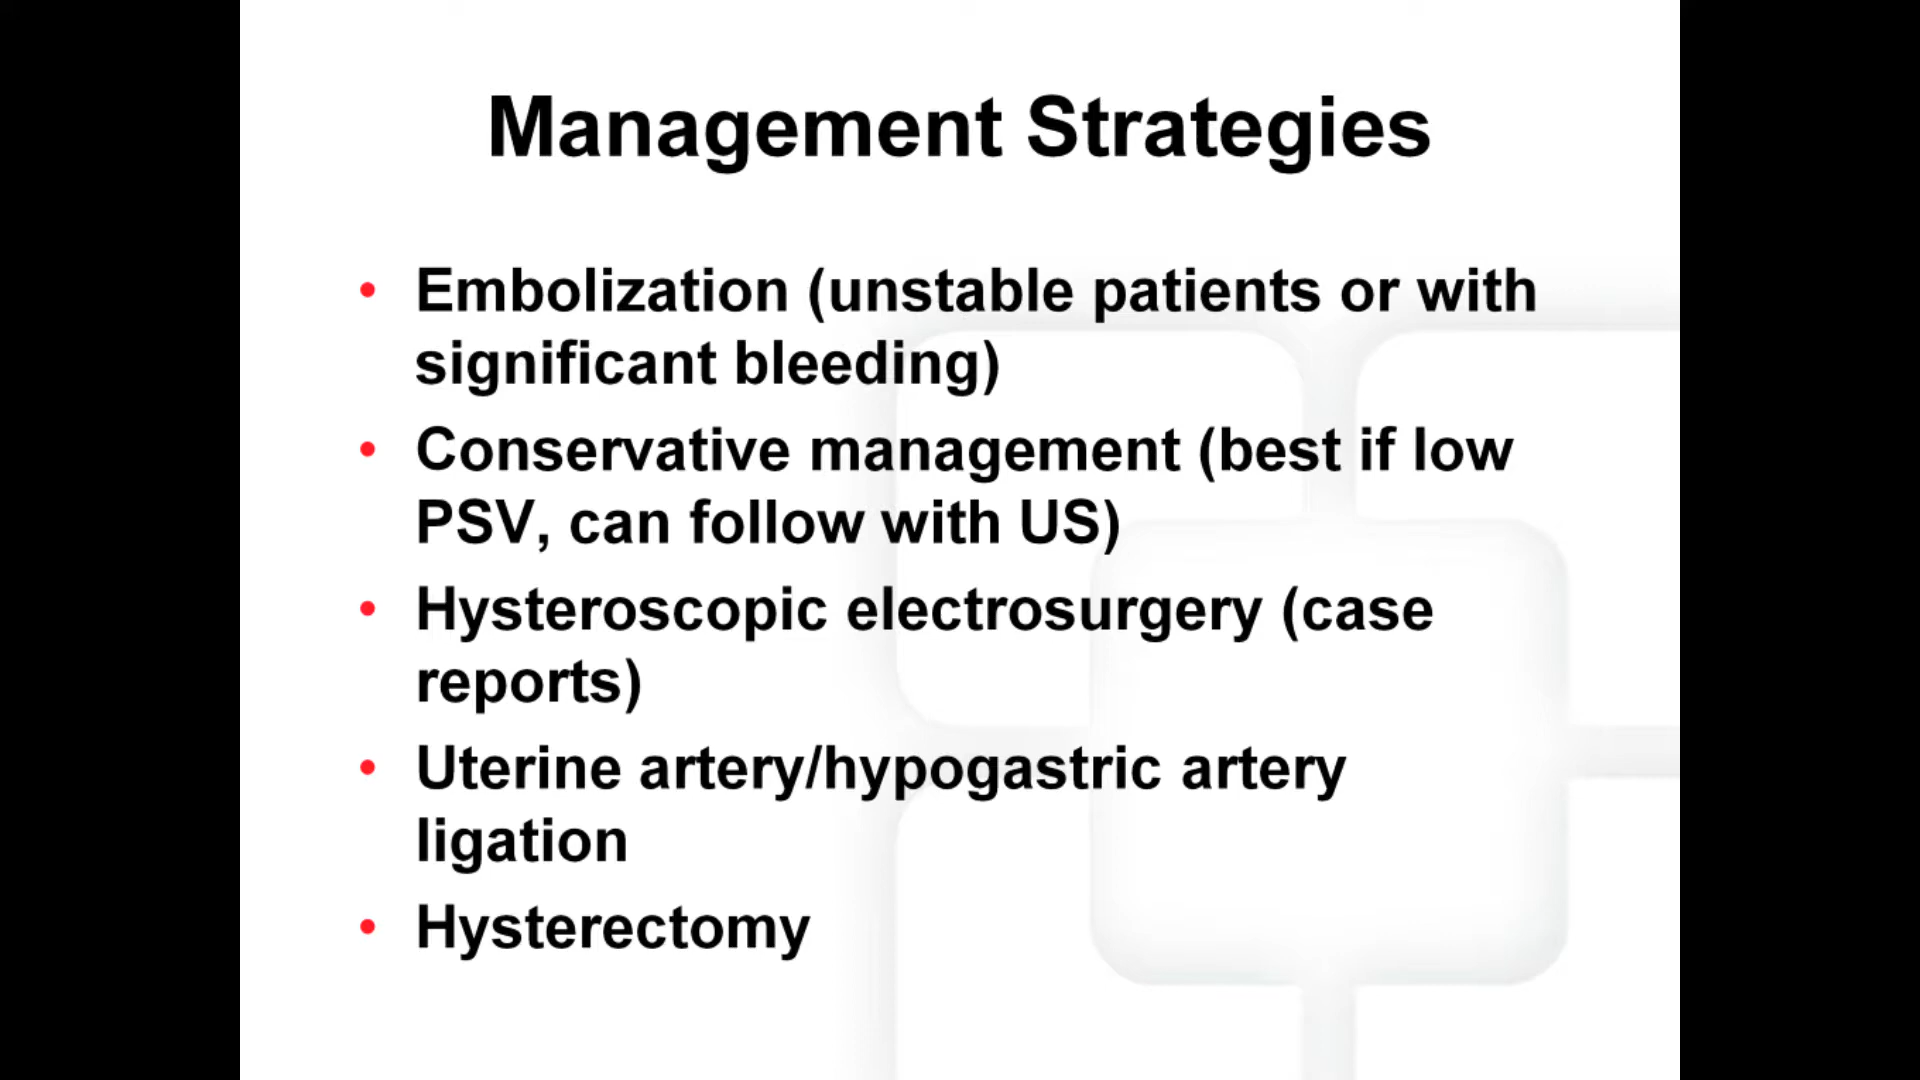 Management Strategies
• Embolization (unstable patients or with
significant bleeding)
• Conservative management (best if low
PSV, can follow with US)
• Hysteroscopic electrosurgery (case
reports)
• Uterine artery/hypogastric artery
ligation
• Hysterectomy